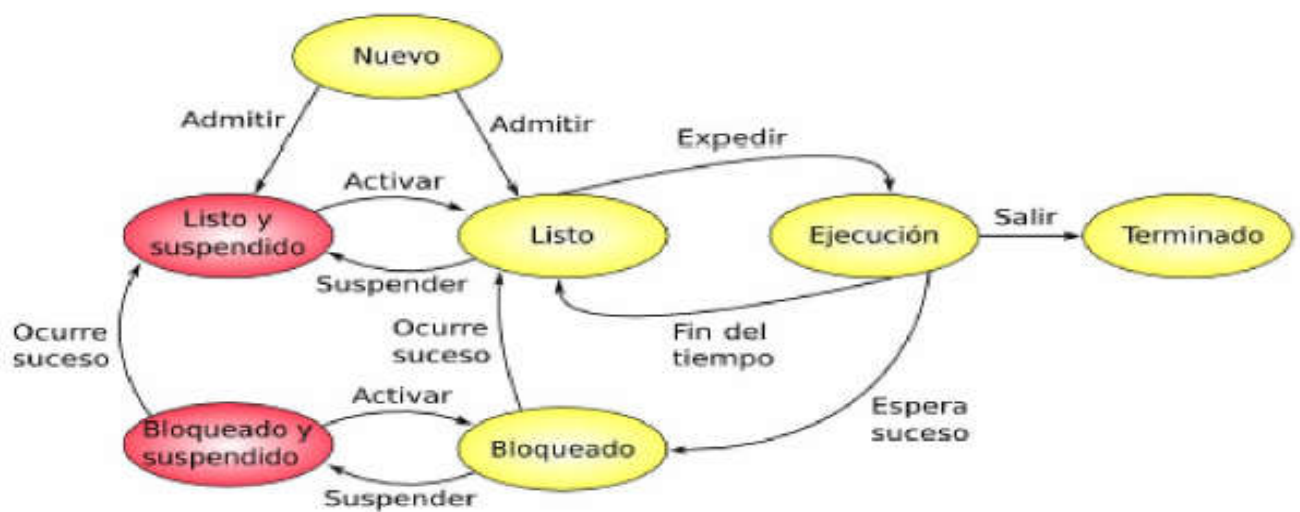 Nuevo
Admitir
Admitir
Expedir
Activar
Listo y
suspendido
Listo
Ejecución
Salir
Terminado
Suspender
Ocurre
suceso
Ocurre
suceso
Fin del
tiempo
Activar
Espera
suceso
Bloqueado y
suspendido
Bloqueado
Suspender